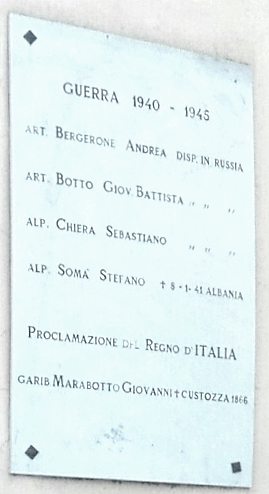 GUERRA 1940 - 1945
ART. BERGERONE ANDREA DISP. IN RUSSIA
ART. BOTTO GIOV. BATTISTA „ „ „
ALP. CHIERA SEBASTIANO „ „ „
ALP. SOMA' STEFANO † 8-1-41 ALBANIA
PROCLAMAZIONE DEL REGNO D'ITALIA
GARIB. MARABOTTO GIOVANNI † CUSTOZZA 1866